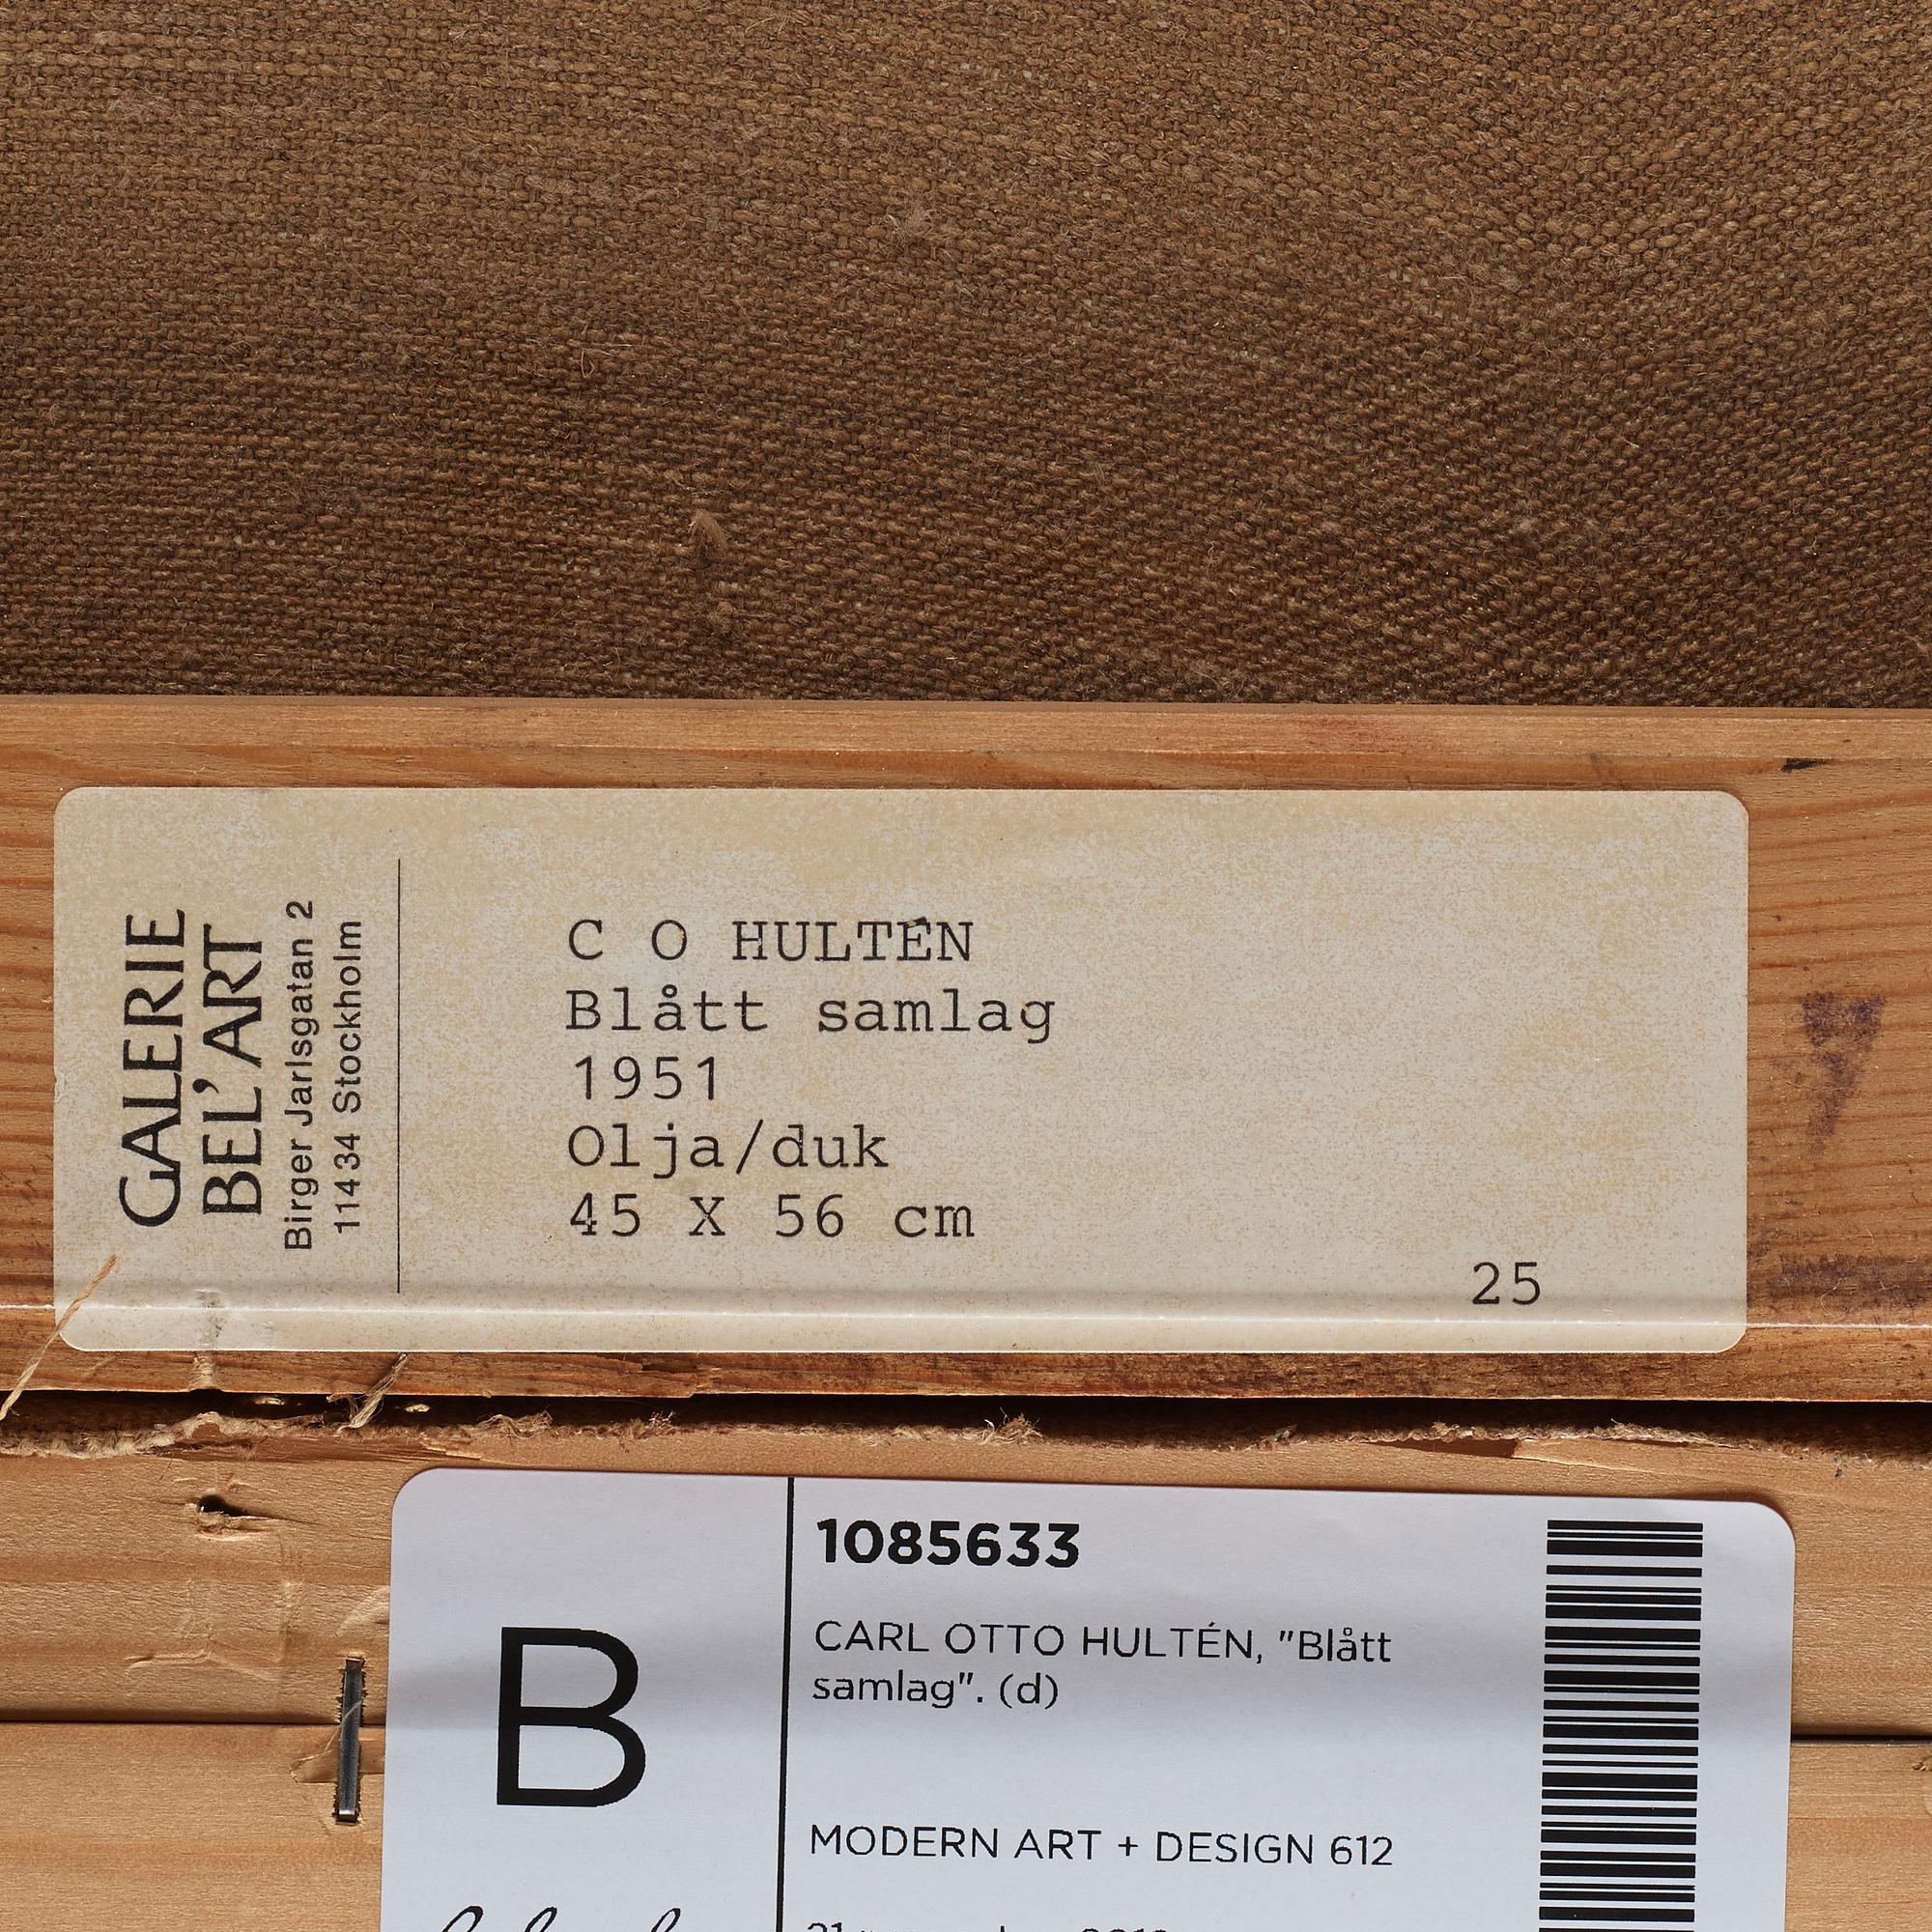 GALERIE
BEL'ART
Birger Jarlsgatan 2
114 34 Stockholm
C O HULTÉN
Blått samlag
1951
Olja/duk
45 X 56 cm
25
B
1085633
CARL OTTO HULTÉN, "Blått
samlag". (d)
MODERN ART + DESIGN 612